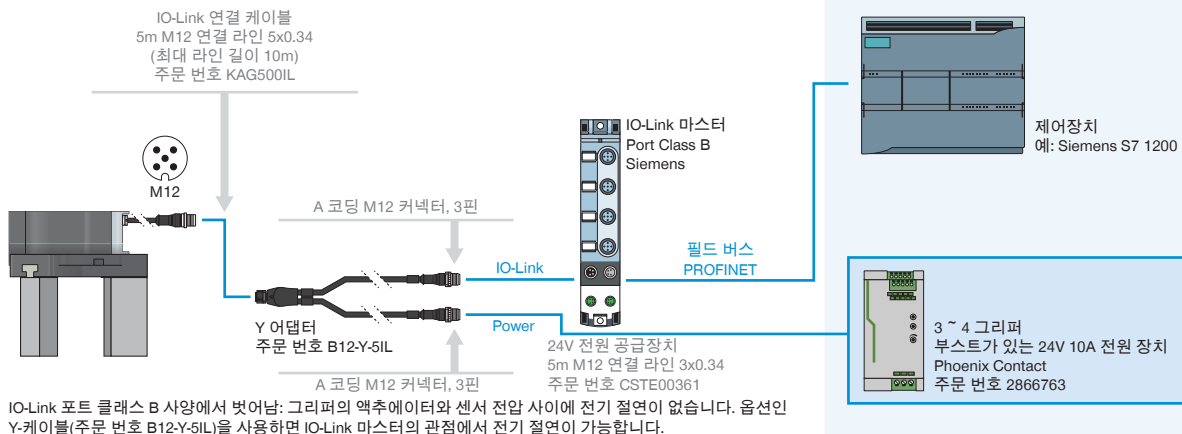 IO-Link 연결 케이블
5m M12 연결 라인 5x0.34
(최대 라인 길이 10m)
주문 번호 KAG500IL
M12
A 코딩 M12 커넥터, 3핀
IO-Link 마스터
Port Class B
Siemens
제어장치
예: Siemens S7 1200
필드 버스
PROFINET
IO-Link
Power
Y 어댑터
주문 번호 B12-Y-5IL
A 코딩 M12 커넥터, 3핀
24V 전원 공급장치
5m M12 연결 라인 3x0.34
주문 번호 CSTE00361
3 ~ 4 그리퍼
부스트가 있는 24V 10A 전원 장치
Phoenix Contact
주문 번호 2866763
IO-Link 포트 클래스 B 사양에서 벗어남: 그리퍼의 액추에이터와 센서 전압 사이에 전기 절연이 없습니다. 옵션인
Y-케이블(주문 번호 B12-Y-5IL)을 사용하면 IO-Link 마스터의 관점에서 전기 절연이 가능합니다.